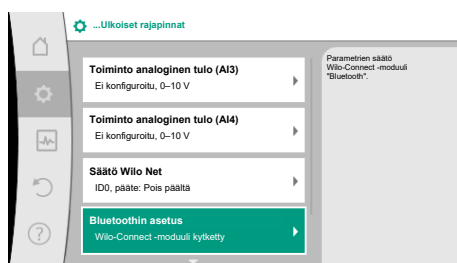 ...Ulkoiset rajapinnat
Toiminto analoginen tulo (AI3)
Ei konfiguroitu, 0–10 V
Toiminto analoginen tulo (AI4)
Ei konfiguroitu, 0–10 V
Säätö Wilo Net
ID0, pääte: Pois päältä
Bluetoothin asetus
Wilo-Connect -moduuli kytketty
Parametrien säätö
Wilo-Connect -moduuli
"Bluetooth".
?